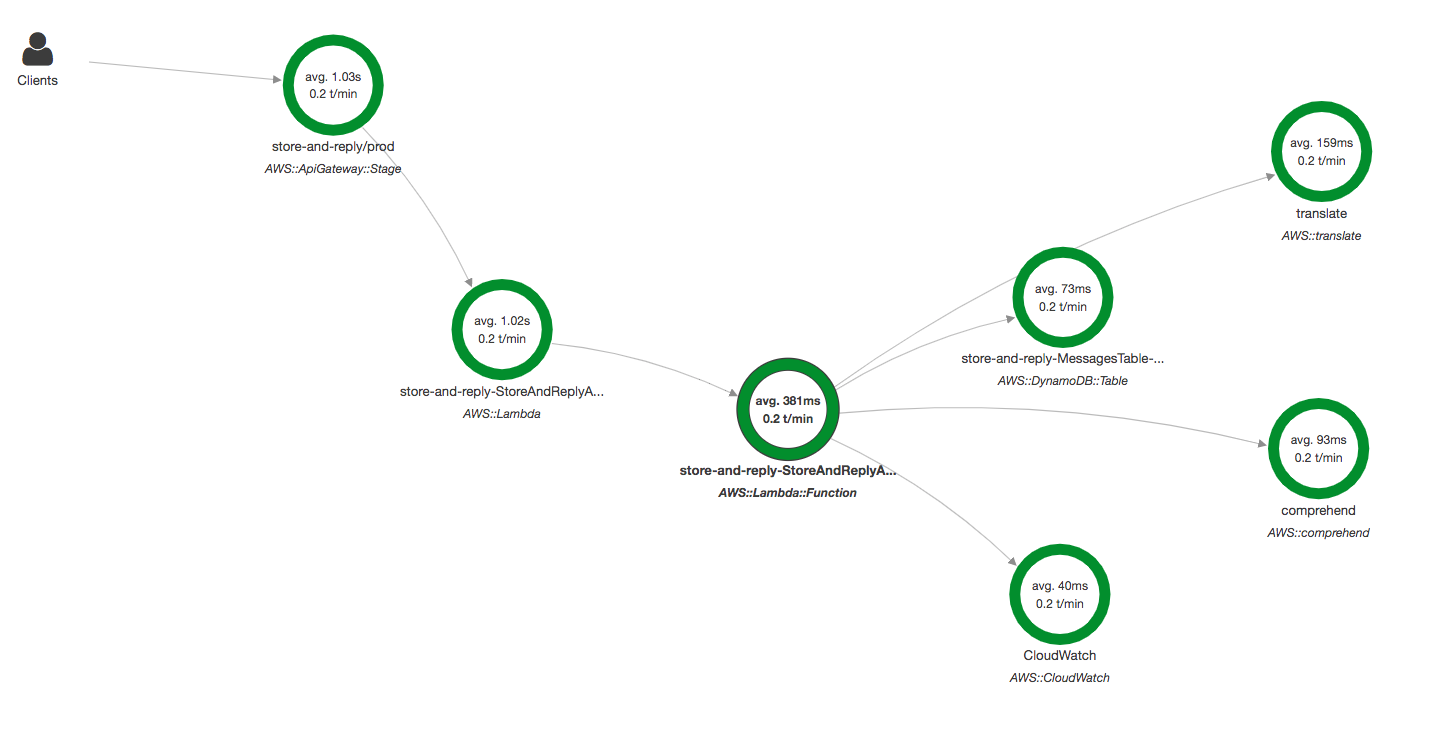 Clients
avg. 1.03s
0.2 t/min
store-and-reply/prod
AWS::ApiGateway::Stage
avg. 1.02s
0.2 t/min
store-and-reply-StoreAndReplyA...
AWS::Lambda
avg. 381ms
0.2 t/min
store-and-reply-StoreAndReplyA...
AWS::Lambda::Function
avg. 159ms
0.2 t/min
translate
AWS::translate
avg. 73ms
0.2 t/min
store-and-reply-MessagesTable-...
AWS::DynamoDB::Table
avg. 93ms
0.2 t/min
comprehend
AWS::comprehend
avg. 40ms
0.2 t/min
CloudWatch
AWS::CloudWatch